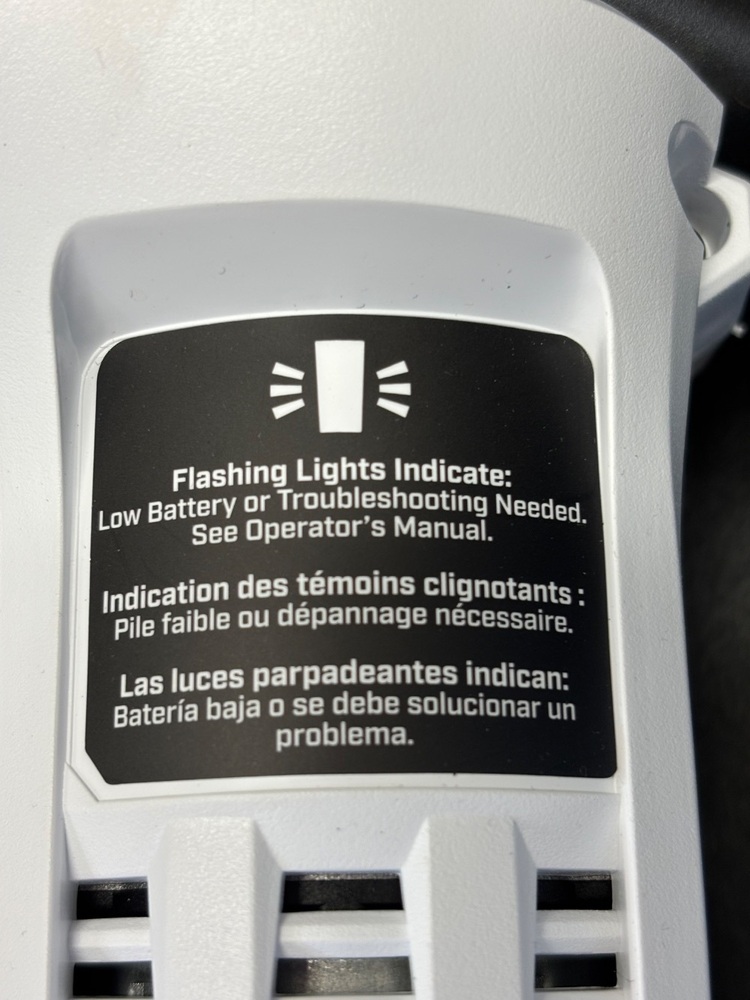 Flashing Lights Indicate:
Low Battery or Troubleshooting Needed.
See Operator's Manual.
Indication des témoins clignotants :
Pile faible ou dépannage nécessaire.
Las luces parpadeantes indican:
Batería baja o se debe solucionar un
problema.